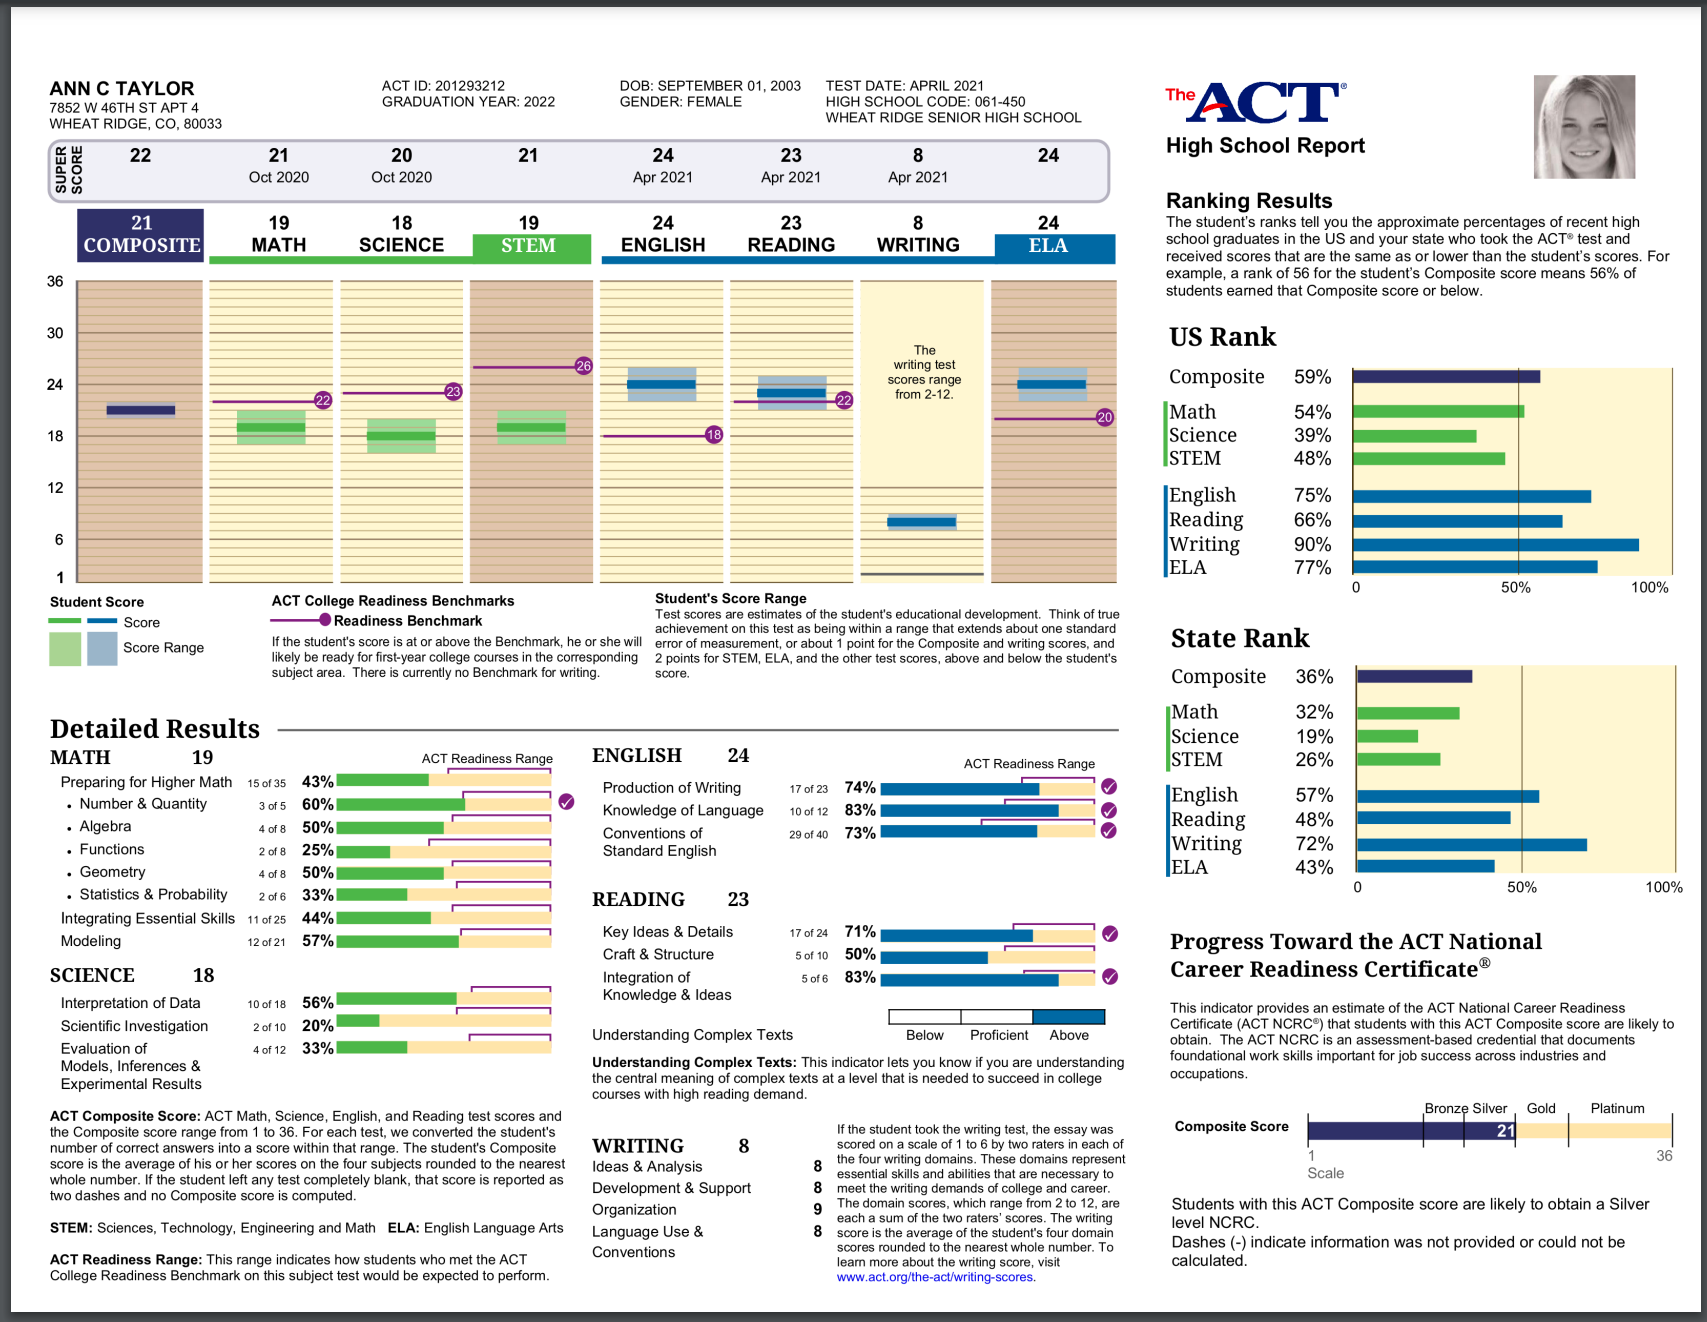 ANN C TAYLOR
7852 W 46TH ST APT 4
WHEAT RIDGE, CO, 80033
ACT ID: 201293212
GRADUATION YEAR: 2022
DOB: SEPTEMBER 01, 2003
GENDER: FEMALE
TEST DATE: APRIL 2021
HIGH SCHOOL CODE: 061-450
WHEAT RIDGE SENIOR HIGH SCHOOL
SUPER
SCORE
22 21 20 21 24 23 8 24
Oct 2020 Oct 2020 Apr 2021 Apr 2021 Apr 2021
21 19 18 19 24 23 8 24
COMPOSITE MATH SCIENCE STEM ENGLISH READING WRITING ELA
36
30
24
18
12
6
1
22
23
26
18
22
20
The
writing test
scores range
from 2-12.
Student Score
Score
Score Range
ACT College Readiness Benchmarks
Readiness Benchmark
If the student's score is at or above the Benchmark, he or she will
likely be ready for first-year college courses in the corresponding
subject area. There is currently no Benchmark for writing.
Student's Score Range
Test scores are estimates of the student's educational development. Think of true
achievement on this test as being within a range that extends about one standard
error of measurement, or about 1 point for the Composite and writing scores, and
2 points for STEM, ELA, and the other test scores, above and below the student's
score.
Detailed Results
MATH 19
ACT Readiness Range
Preparing for Higher Math 15 of 35 43%
• Number & Quantity 3 of 5 60%
• Algebra 4 of 8 50%
• Functions 2 of 8 25%
• Geometry 4 of 8 50%
• Statistics & Probability 2 of 6 33%
Integrating Essential Skills 11 of 25 44%
Modeling 12 of 21 57%
SCIENCE 18
Interpretation of Data 10 of 18 56%
Scientific Investigation 2 of 10 20%
Evaluation of 4 of 12 33%
Models, Inferences &
Experimental Results
ACT Composite Score: ACT Math, Science, English, and Reading test scores and
the Composite score range from 1 to 36. For each test, we converted the student's
number of correct answers into a score within that range. The student's Composite
score is the average of his or her scores on the four subjects rounded to the nearest
whole number. If the student left any test completely blank, that score is reported as
two dashes and no Composite score is computed.
STEM: Sciences, Technology, Engineering and Math ELA: English Language Arts
ACT Readiness Range: This range indicates how students who met the ACT
College Readiness Benchmark on this subject test would be expected to perform.
ENGLISH 24
ACT Readiness Range
Production of Writing 17 of 23 74%
Knowledge of Language 10 of 12 83%
Conventions of 29 of 40 73%
Standard English
READING 23
Key Ideas & Details 17 of 24 71%
Craft & Structure 5 of 10 50%
Integration of 5 of 6 83%
Knowledge & Ideas
Understanding Complex Texts Below Proficient Above
Understanding Complex Texts: This indicator lets you know if you are understanding
the central meaning of complex texts at a level that is needed to succeed in college
courses with high reading demand.
WRITING 8
Ideas & Analysis 8
Development & Support 8
Organization 9
Language Use & 8
Conventions
If the student took the writing test, the essay was
scored on a scale of 1 to 6 by two raters in each of
the four writing domains. These domains represent
essential skills and abilities that are necessary to
meet the writing demands of college and career.
The domain scores, which range from 2 to 12, are
each a sum of the two raters' scores. The writing
score is the average of the student's four domain
scores rounded to the nearest whole number. To
learn more about the writing score, visit
www.act.org/the-act/writing-scores.
The ACT®
High School Report
Ranking Results
The student's ranks tell you the approximate percentages of recent high
school graduates in the US and your state who took the ACT® test and
received scores that are the same as or lower than the student's scores. For
example, a rank of 56 for the student's Composite score means 56% of
students earned that Composite score or below.
US Rank
Composite 59%
Math 54%
Science 39%
STEM 48%
English 75%
Reading 66%
Writing 90%
ELA 77%
0 50% 100%
State Rank
Composite 36%
Math 32%
Science 19%
STEM 26%
English 57%
Reading 48%
Writing 72%
ELA 43%
0 50% 100%
Progress Toward the ACT National
Career Readiness Certificate®
This indicator provides an estimate of the ACT National Career Readiness
Certificate (ACT NCRC®) that students with this ACT Composite score are likely to
obtain. The ACT NCRC is an assessment-based credential that documents
foundational work skills important for job success across industries and
occupations.
Bronze Silver Gold Platinum
Composite Score 21
1 36
Scale
Students with this ACT Composite score are likely to obtain a Silver
level NCRC.
Dashes (-) indicate information was not provided or could not be
calculated.